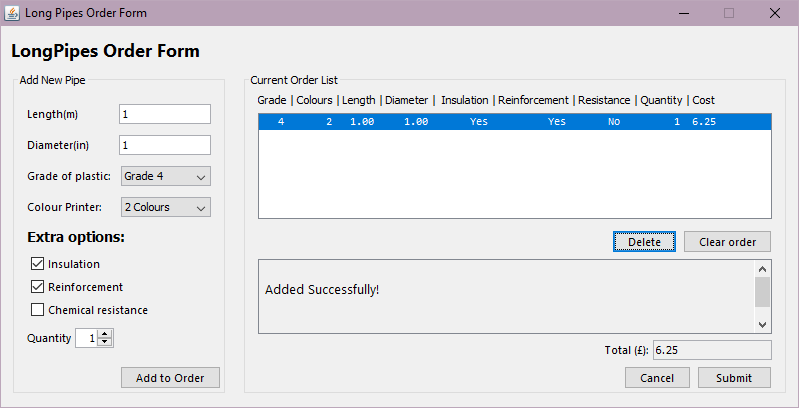 Long Pipes Order Form
LongPipes Order Form
Add New Pipe
Length(m) 1
Diameter(in) 1
Grade of plastic: Grade 4
Colour Printer: 2 Colours
Extra options:
Insulation
Reinforcement
Chemical resistance
Quantity 1
Add to Order
Current Order List
Grade | Colours | Length | Diameter | Insulation | Reinforcement | Resistance | Quantity | Cost
4 2 1.00 1.00 Yes Yes No 1 6.25
Delete Clear order
Added Successfully!
Total (£): 6.25
Cancel Submit